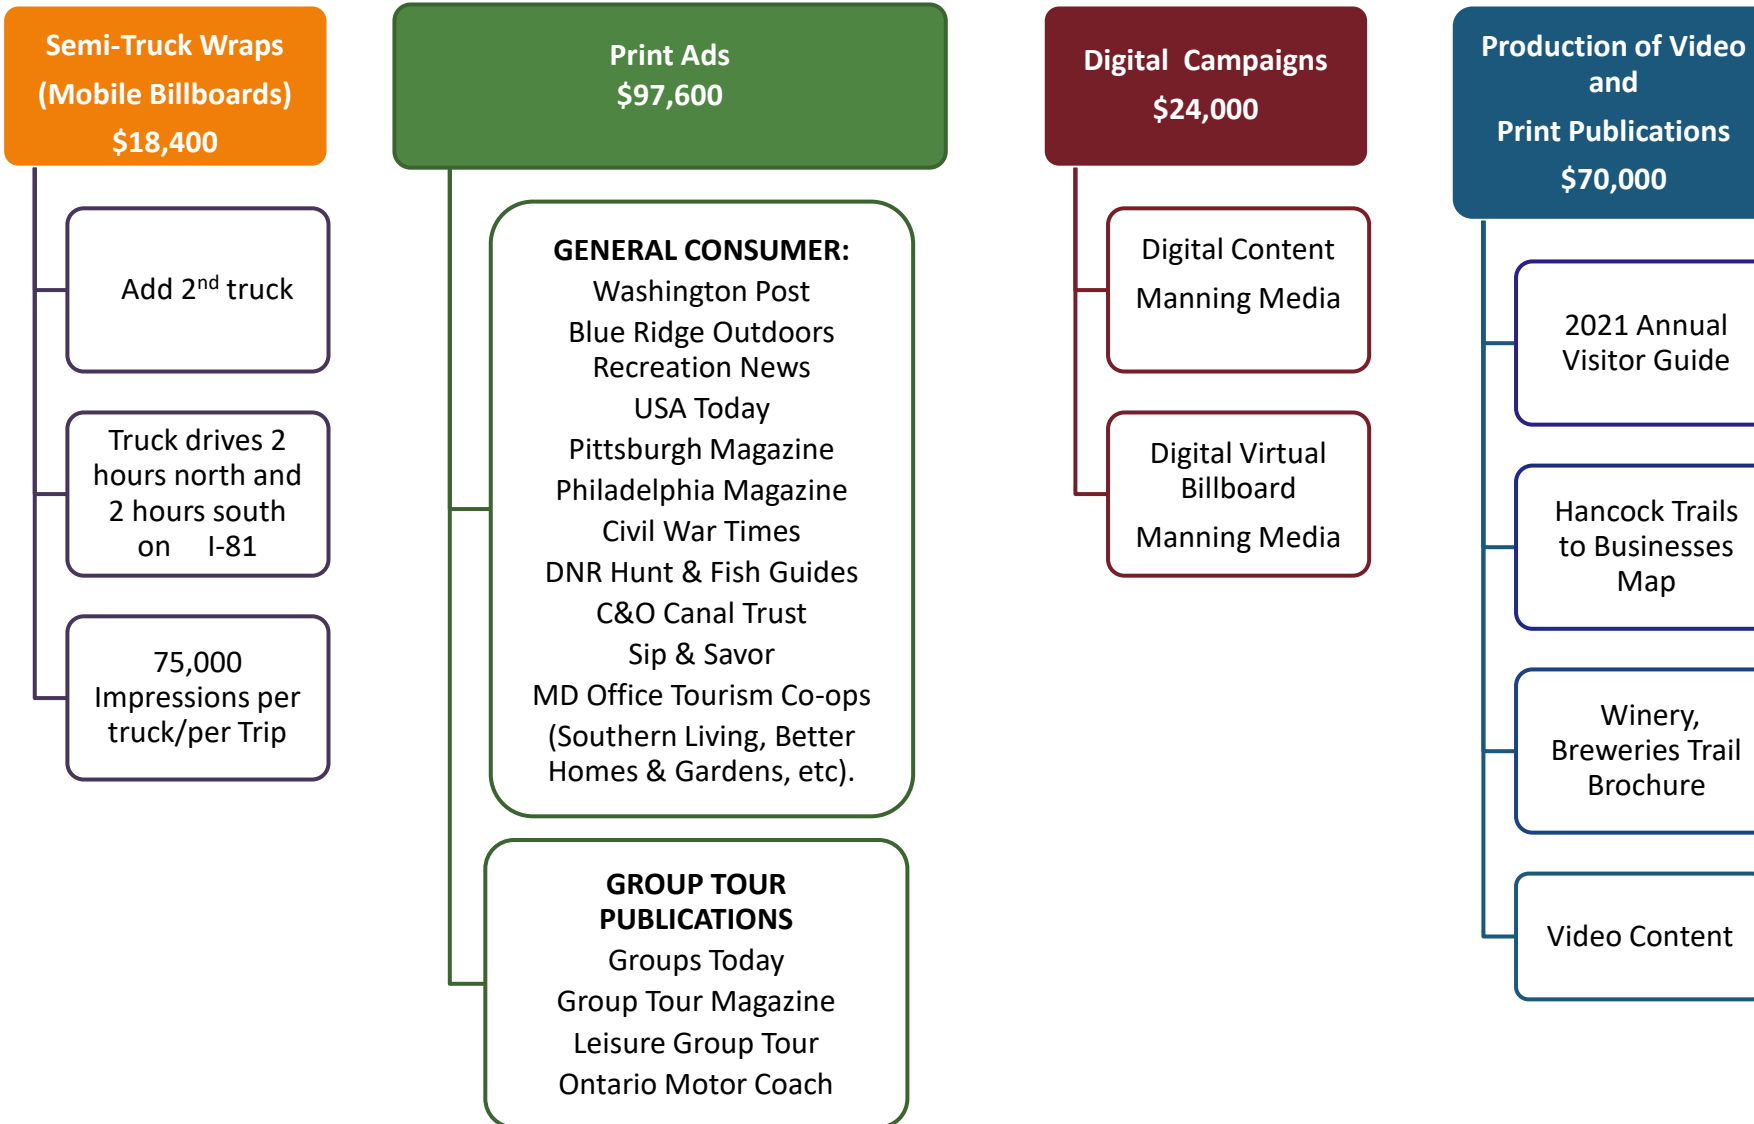 Semi-Truck Wraps
(Mobile Billboards)
$18,400
Add 2nd truck
Truck drives 2
hours north and
2 hours south
on I-81
75,000
Impressions per
truck/per Trip
Print Ads
$97,600
GENERAL CONSUMER:
Washington Post
Blue Ridge Outdoors
Recreation News
USA Today
Pittsburgh Magazine
Philadelphia Magazine
Civil War Times
DNR Hunt & Fish Guides
C&O Canal Trust
Sip & Savor
MD Office Tourism Co-ops
(Southern Living, Better
Homes & Gardens, etc).
GROUP TOUR
PUBLICATIONS
Groups Today
Group Tour Magazine
Leisure Group Tour
Ontario Motor Coach
Digital Campaigns
$24,000
Digital Content
Manning Media
Digital Virtual
Billboard
Manning Media
Production of Video
and
Print Publications
$70,000
2021 Annual
Visitor Guide
Hancock Trails
to Businesses
Map
Winery,
Breweries Trail
Brochure
Video Content